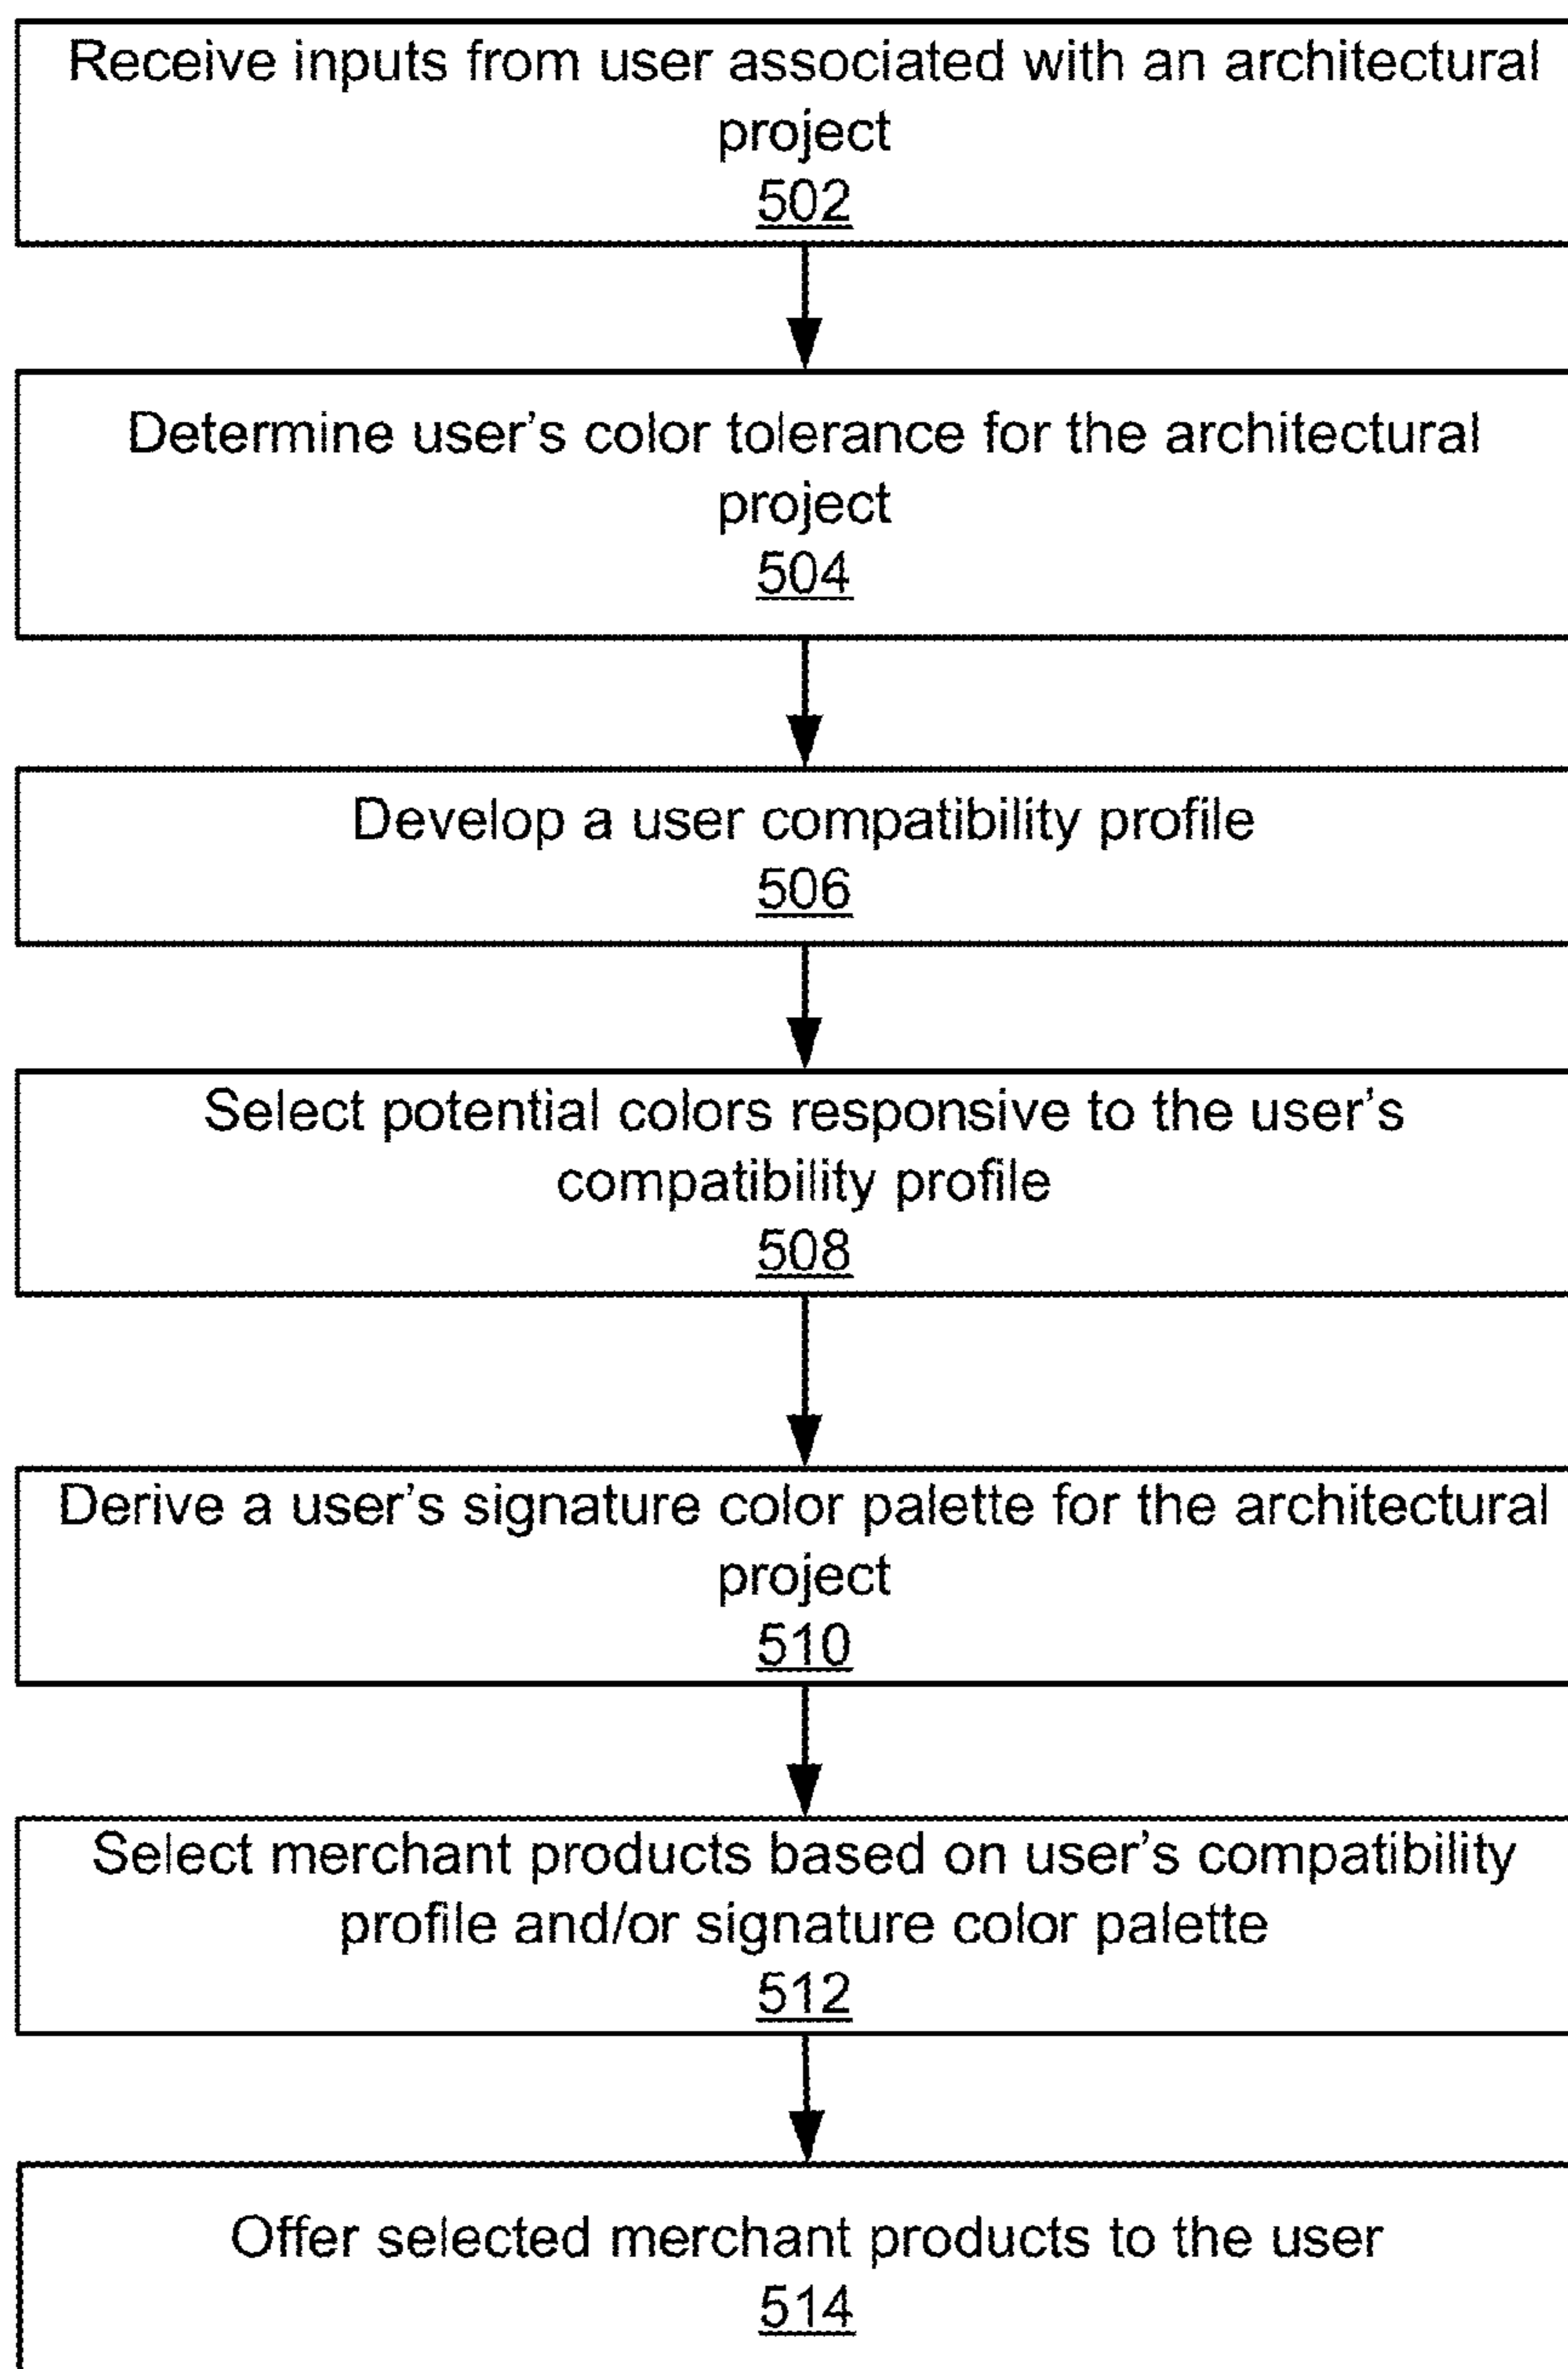 Receive inputs from user associated with an architectural
project
502
Determine user's color tolerance for the architectural
project
504
Develop a user compatibility profile
506
Select potential colors responsive to the user's
compatibility profile
508
Derive a user's signature color palette for the architectural
project
510
Select merchant products based on user's compatibility
profile and/or signature color palette
512
Offer selected merchant products to the user
514